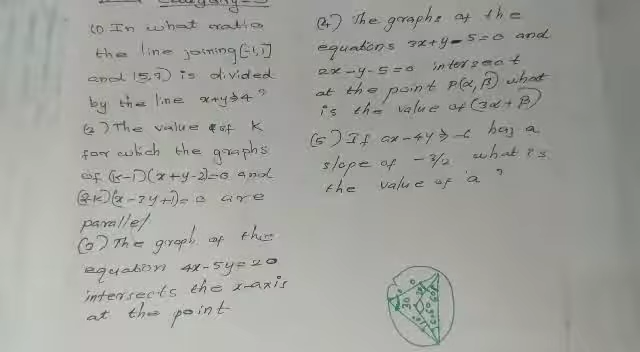 (1) In what ratio
the line joining [-1,1]
and (5,7) is divided
by the line x+y=4?
(2) The value of K
for which the graphs
of (k-1)(x+y-2)=0 and
(2-k)(x-3y+1)=0 are
parallel
(3) The graph of the
equation 4x-5y=20
intersects the x-axis
at the point
(4) The graphs of the
equations 3x+y-5=0 and
2x-y-5=0 intersect
at the point P(α,β) what
is the value of (3α+β)
(5) If ax-4y=-6 has a
slope of -3/2 what is
the value of 'a'?
30